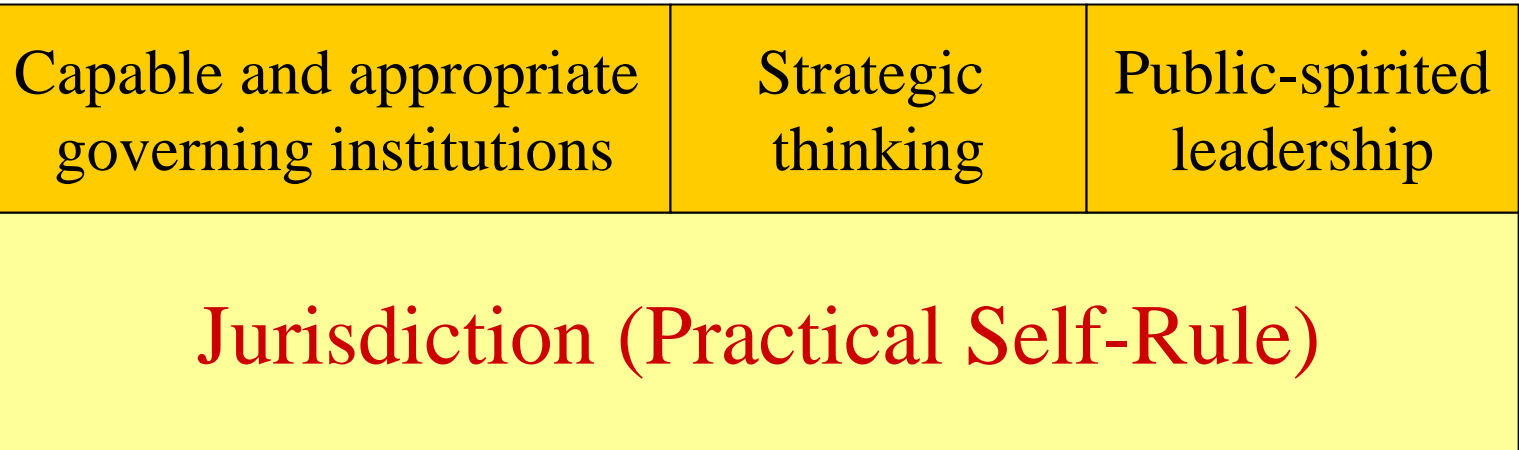 Capable and appropriate
governing institutions
Strategic
thinking
Public-spirited
leadership
Jurisdiction (Practical Self-Rule)